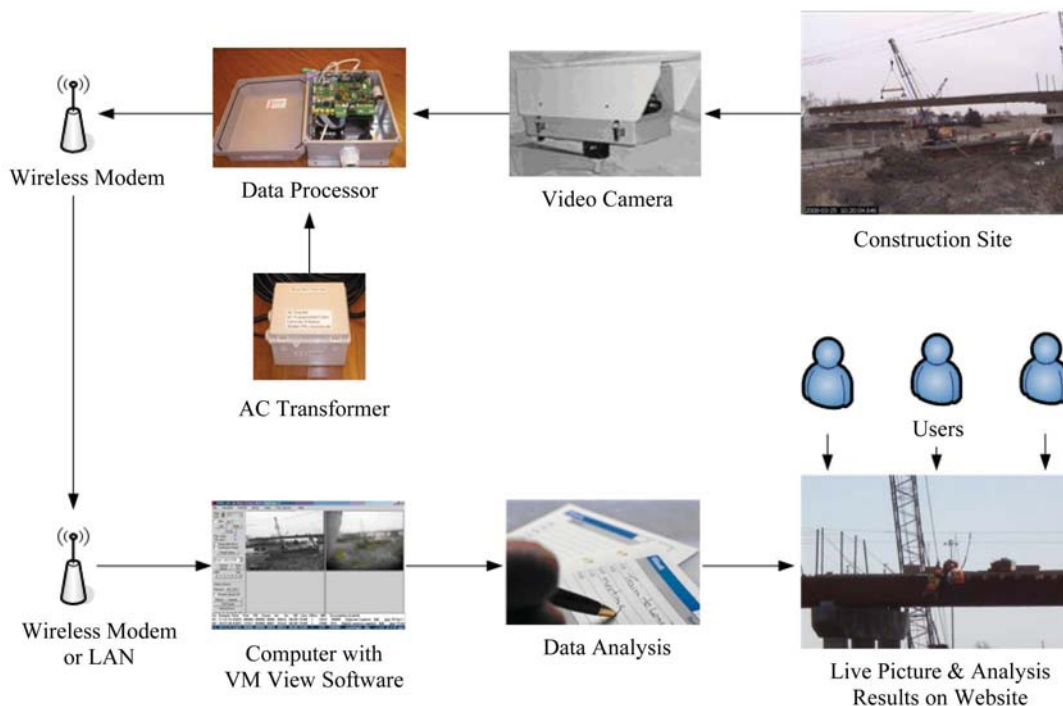 Wireless Modem
Data Processor
Video Camera
Construction Site
AC Transformer
Users
Wireless Modem
or LAN
Computer with
VM View Software
Data Analysis
Live Picture & Analysis
Results on Website